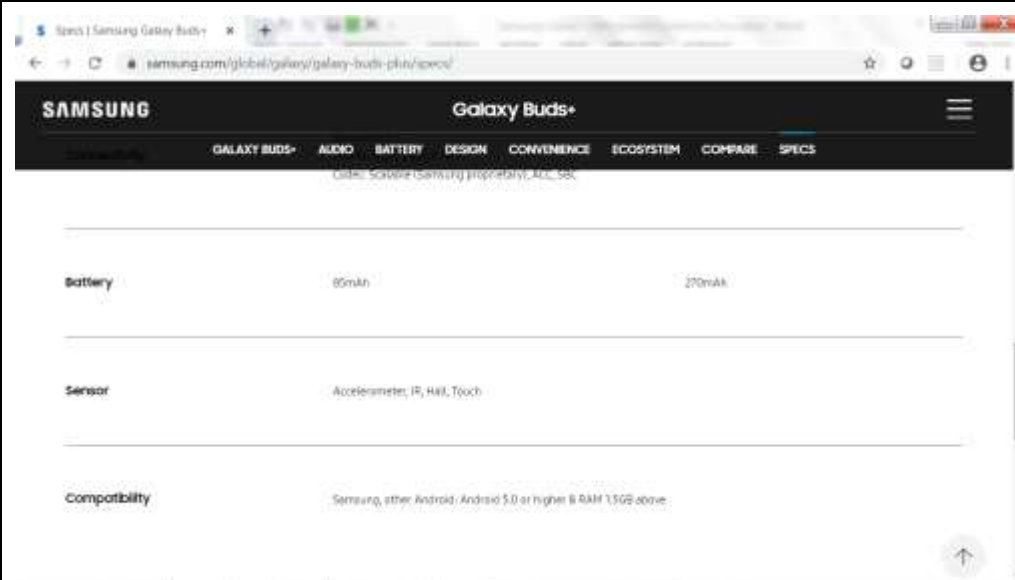 Specs | Samsung Galaxy Buds+
samsung.com/global/galaxy/galaxy-buds-plus/specs/
SAMSUNG
Galaxy Buds+
GALAXY BUDS+ AUDIO BATTERY DESIGN CONVENIENCE ECOSYSTEM COMPARE SPECS
Connectivity
Codec: Scalable (Samsung proprietary), ACC, SBC
Battery 85mAh 270mAh
Sensor Accelerometer, IR, Hall, Touch
Compatibility Samsung, other Android: Android 5.0 or higher & RAM 1.5GB above